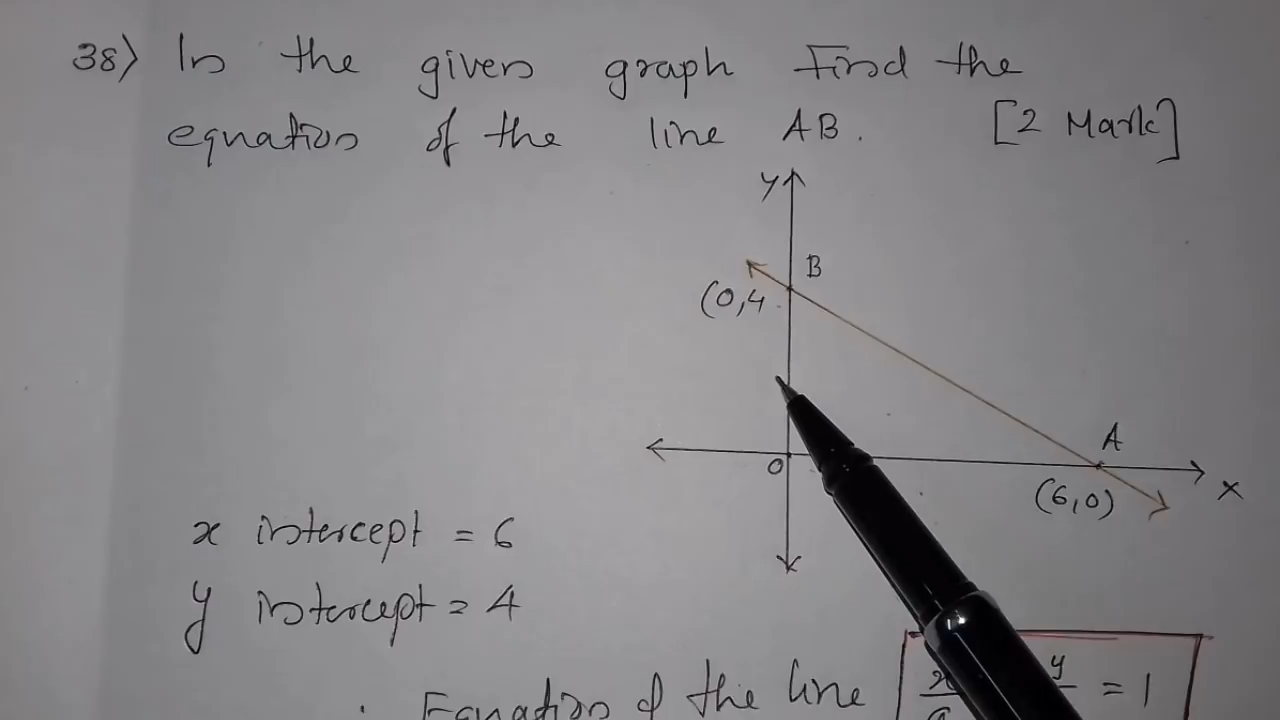 38) In the given graph Find the
equation of the line AB. [2 Mark]
y
B
(0,4
A
O
(6,0)
x
x intercept = 6
y intercept = 4
Equation of the line x y = 1